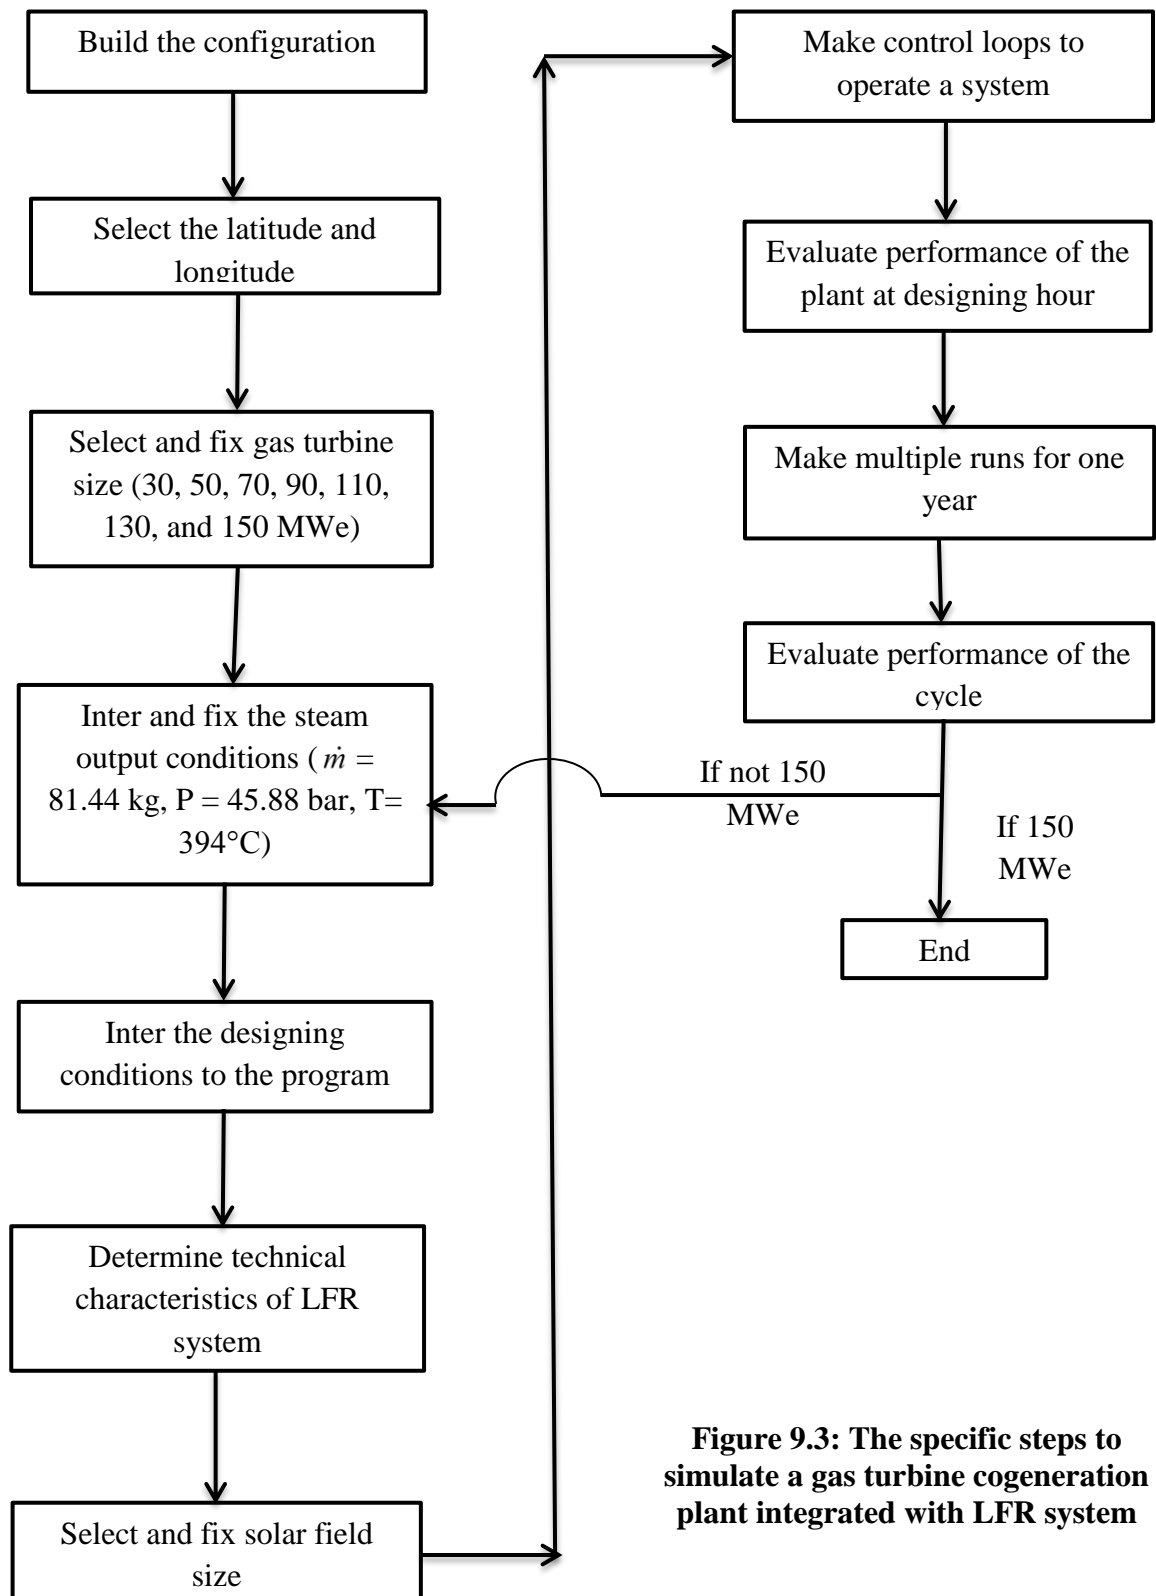 Build the configuration
Select the latitude and
longitude
Select and fix gas turbine
size (30, 50, 70, 90, 110,
130, and 150 MWe)
Inter and fix the steam
output conditions ( ṁ =
81.44 kg, P = 45.88 bar, T=
394°C)
Inter the designing
conditions to the program
Determine technical
characteristics of LFR
system
Select and fix solar field
size
Make control loops to
operate a system
Evaluate performance of the
plant at designing hour
Make multiple runs for one
year
Evaluate performance of the
cycle
If not 150
MWe
If 150
MWe
End
Figure 9.3: The specific steps to
simulate a gas turbine cogeneration
plant integrated with LFR system